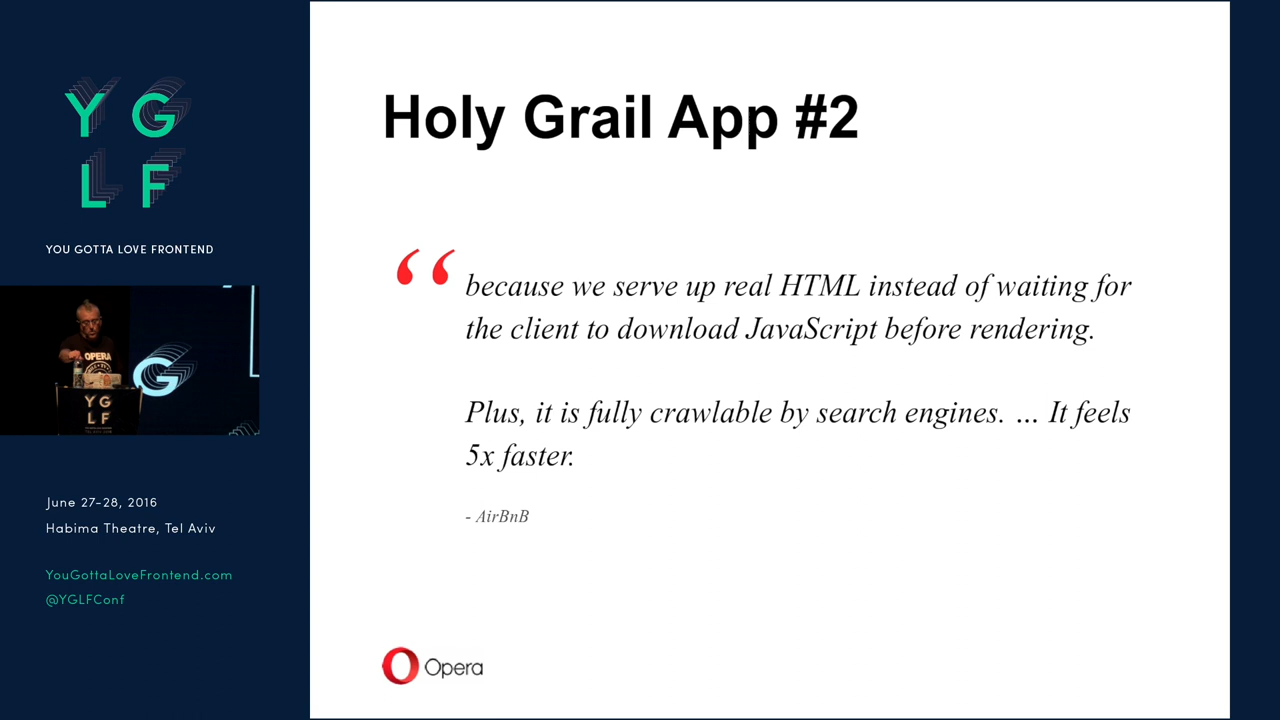 Y G
L F
YOU GOTTA LOVE FRONTEND
OPERA
G
Y G
L F
June 27-28, 2016
Habima Theatre, Tel Aviv
YouGottaLoveFrontend.com
@YGLFConf
Holy Grail App #2
“ because we serve up real HTML instead of waiting for
the client to download JavaScript before rendering.
Plus, it is fully crawlable by search engines. … It feels
5x faster.
- AirBnB
Opera